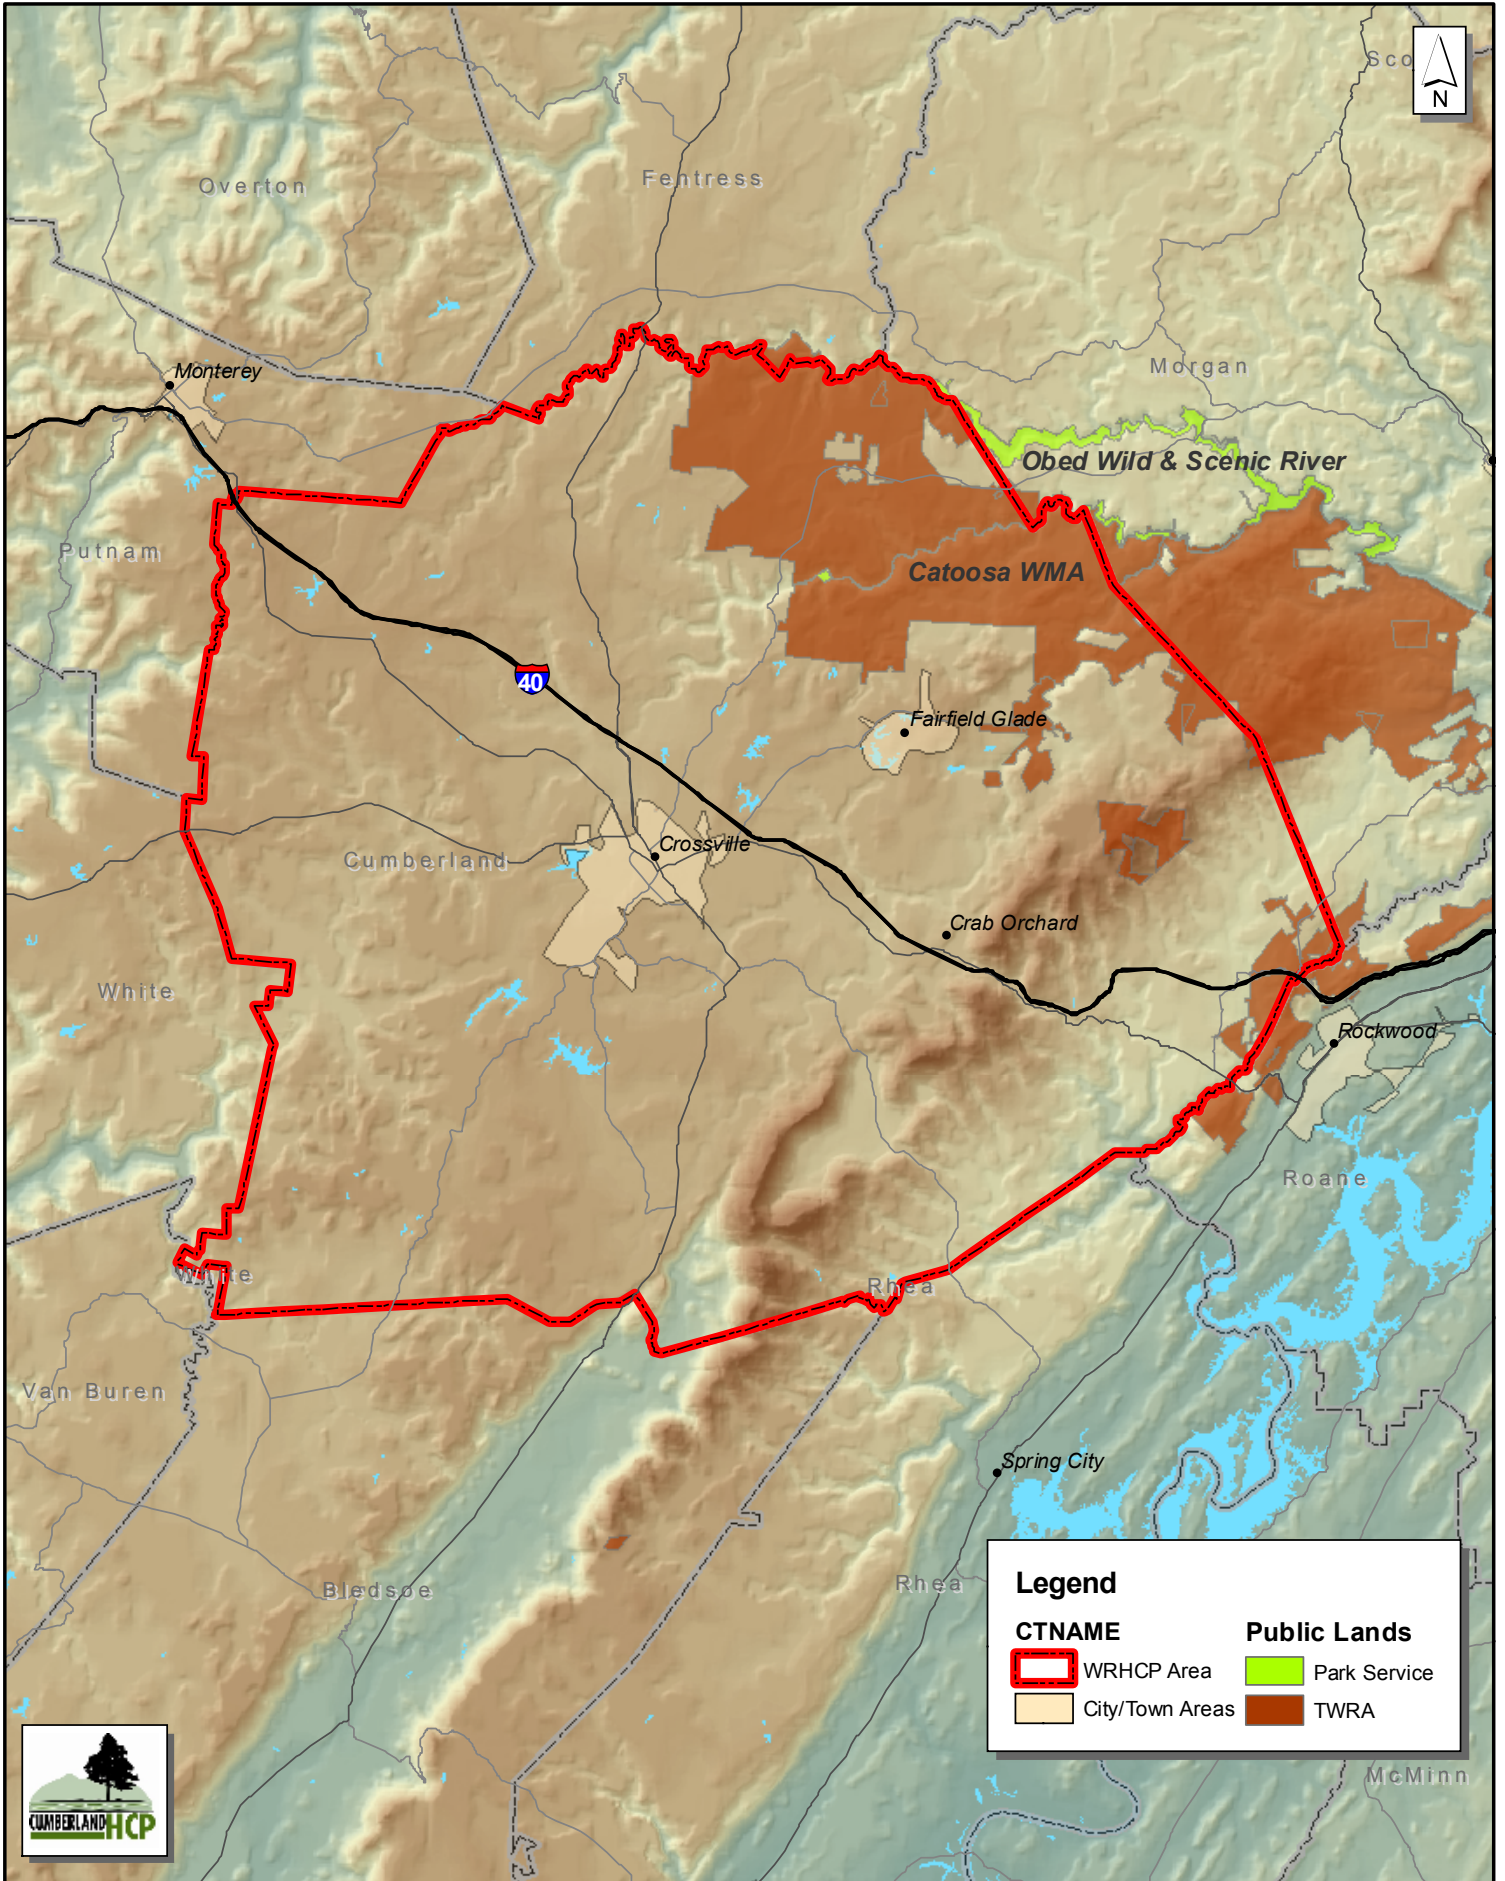 Sco
N
Overton
Fentress
Morgan
Monterey
Obed Wild & Scenic River
Putnam
Catoosa WMA
40
Fairfield Glade
Crossville
Cumberland
Crab Orchard
White
Rockwood
Roane
White
Rhea
Van Buren
Spring City
Bledsoe
Rhea
Legend
CTNAME
WRHCP Area
City/Town Areas
Public Lands
Park Service
TWRA
McMinn
CUMBERLANDHCP